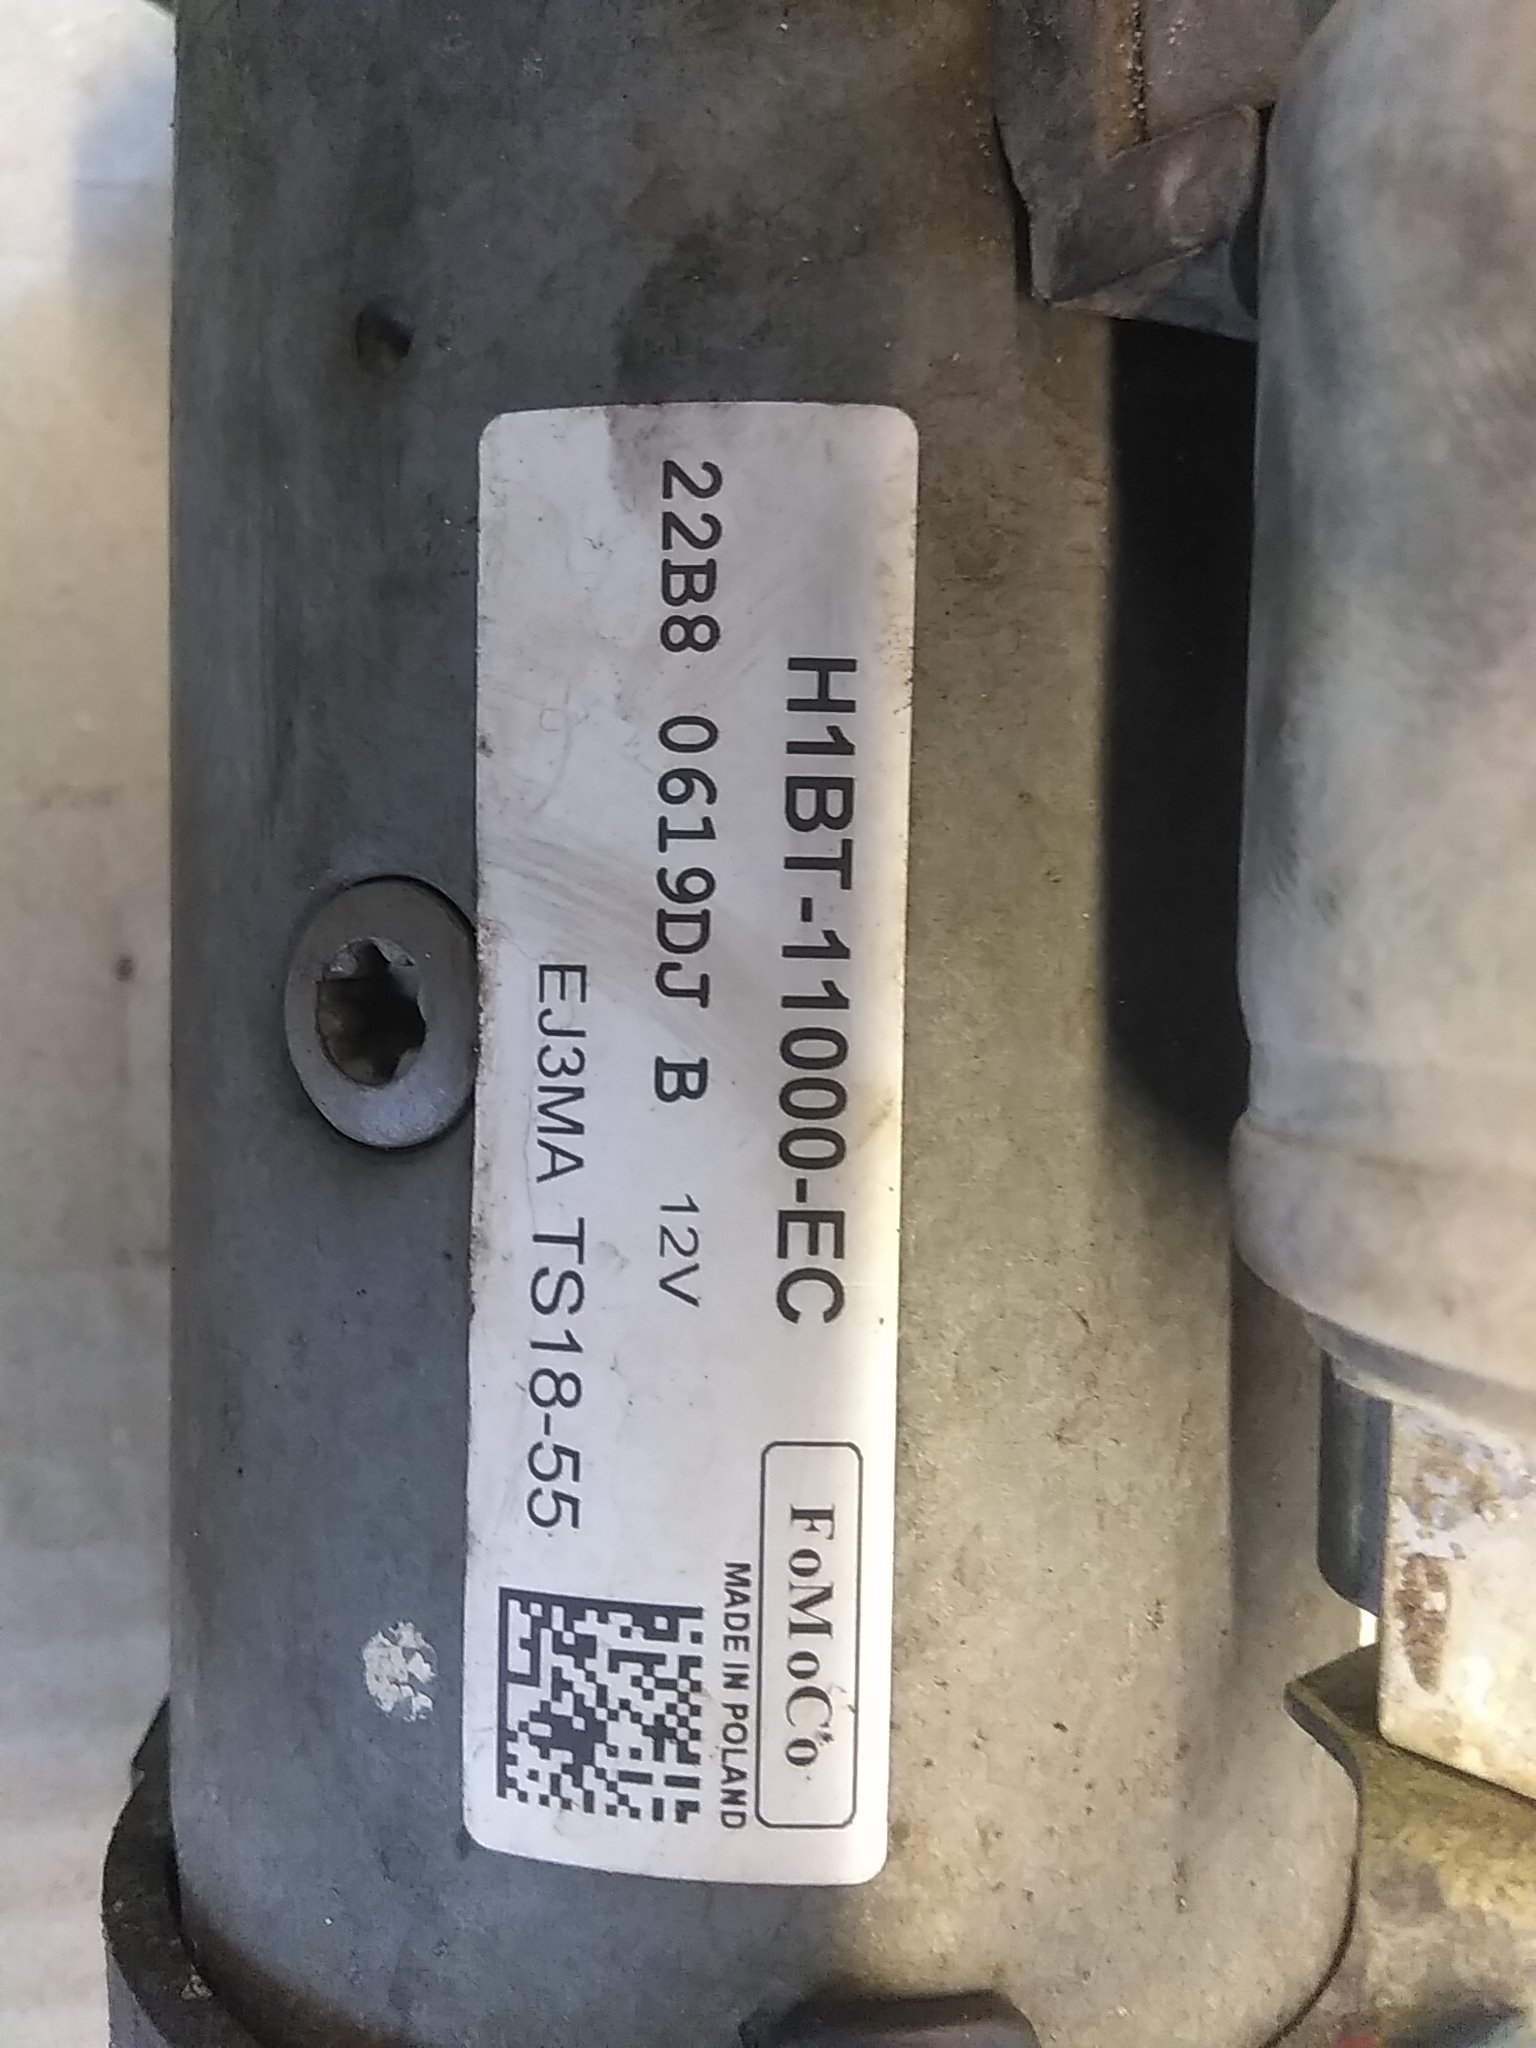 H1BT-11000-EC
FoMoCo
MADE IN POLAND
22B8 0619DJ B 12V
EJ3MA TS18-55